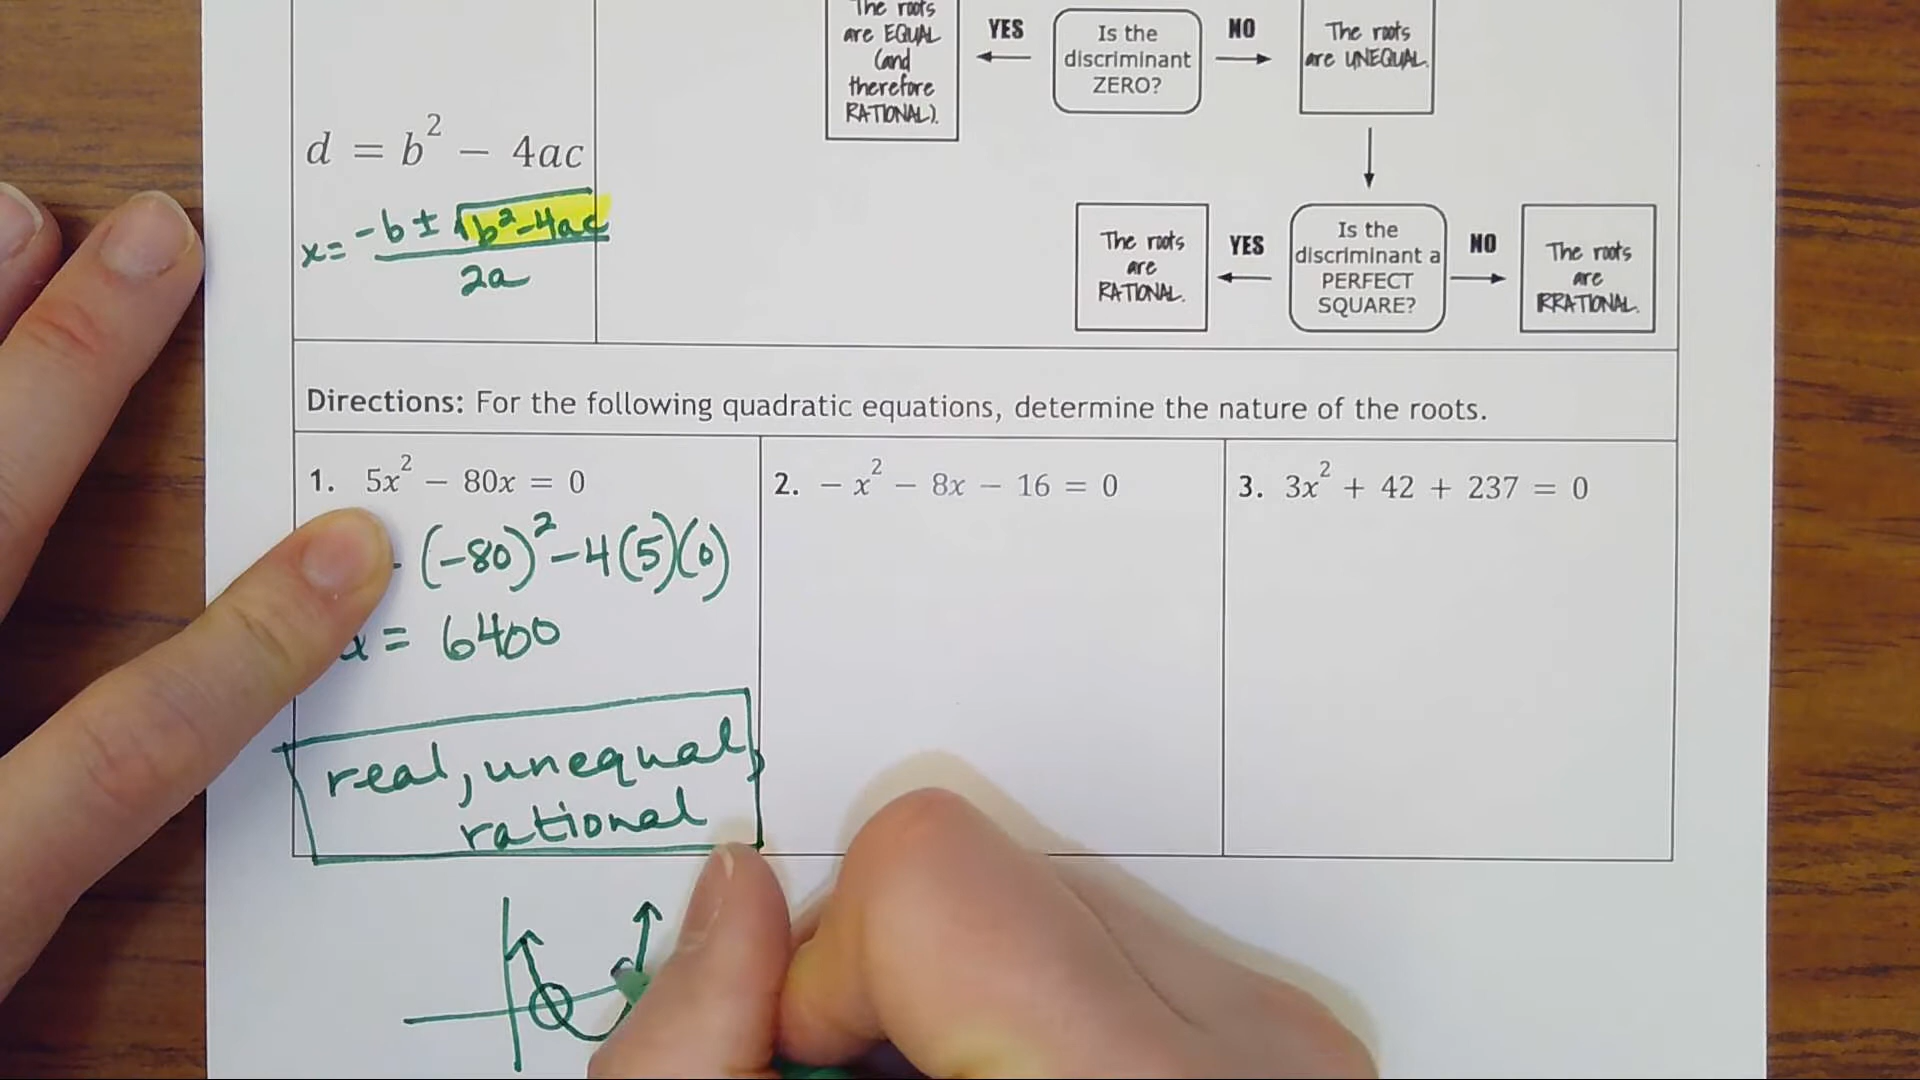 The roots
are EQUAL
(and
therefore
RATIONAL).
YES
Is the
discriminant
ZERO?
NO
The roots
are UNEQUAL.
d = b² − 4ac
x = -b ± √b²-4ac
2a
The roots
are
RATIONAL.
YES
Is the
discriminant a
PERFECT
SQUARE?
NO
The roots
are
IRRATIONAL.
Directions: For the following quadratic equations, determine the nature of the roots.
1. 5x² − 80x = 0
(-80)² - 4(5)(0)
= 6400
real, unequal,
rational
2. − x² − 8x − 16 = 0
3. 3x² + 42 + 237 = 0